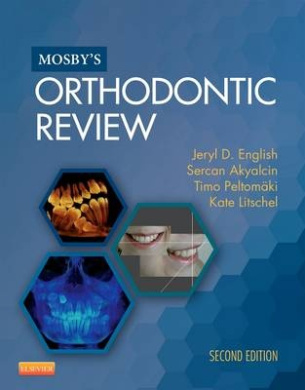 MOSBY'S
ORTHODONTIC
REVIEW
Jeryl D. English
Sercan Akyalcin
Timo Peltomäki
Kate Litschel
SECOND EDITION
ELSEVIER